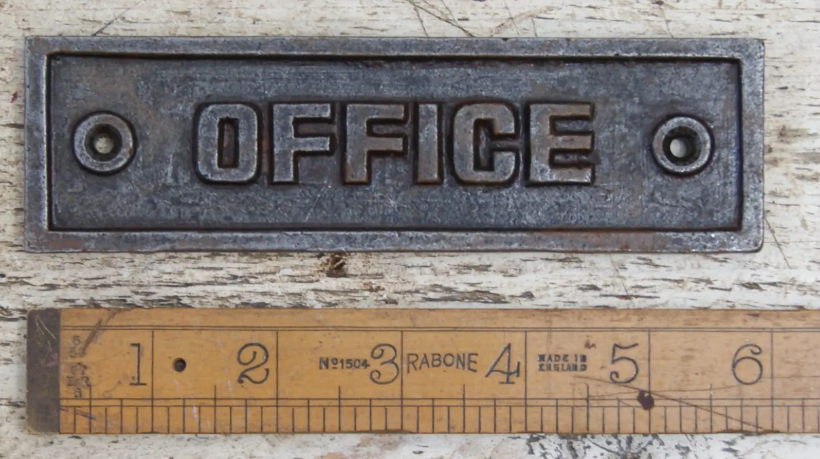 OFFICE
1 2 Nº1504 3 RABONE 4 MADE IN 5 6
ENGLAND